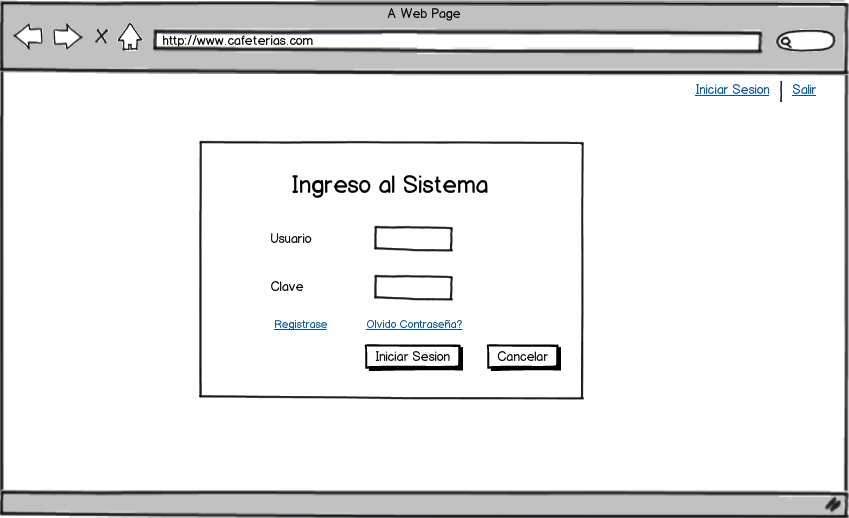 A Web Page
http://www.cafeterias.com
Iniciar Sesion | Salir
Ingreso al Sistema
Usuario
Clave
Registrase Olvido Contraseña?
Iniciar Sesion Cancelar